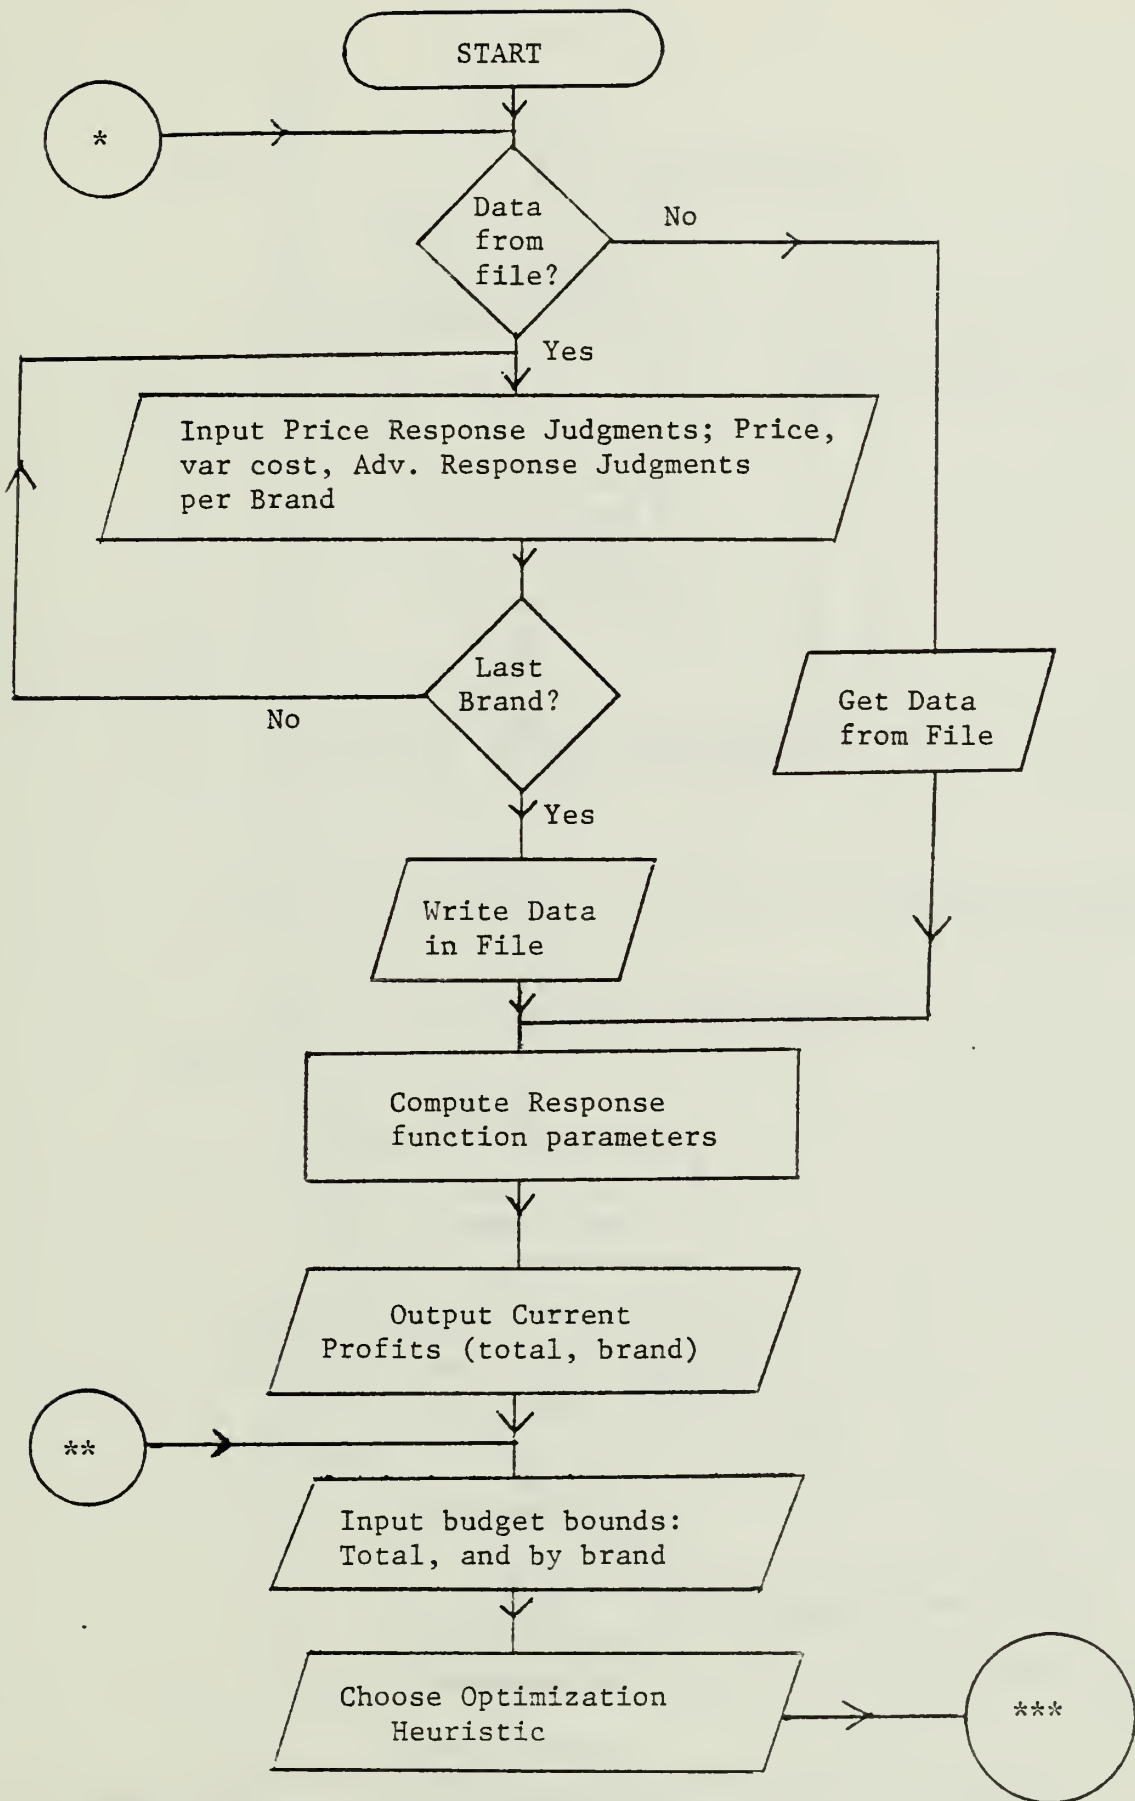 START
*
Data
from
file?
No
Yes
Input Price Response Judgments; Price,
var cost, Adv. Response Judgments
per Brand
Last
Brand?
No
Get Data
from File
Yes
Write Data
in File
Compute Response
function parameters
Output Current
Profits (total, brand)
**
Input budget bounds:
Total, and by brand
Choose Optimization
Heuristic
***